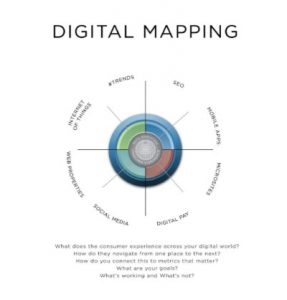 DIGITAL MAPPING
#TRENDS
SEO
INTERNET
OF THINGS
MOBILE APPS
WEB PROPERTIES
MICROSITES
SOCIAL MEDIA
DIGITAL PAY
What does the consumer experience across your digital world?
How do they navigate from one place to the next?
How do you connect this to metrics that matter?
What are your goals?
What's working and What's not?